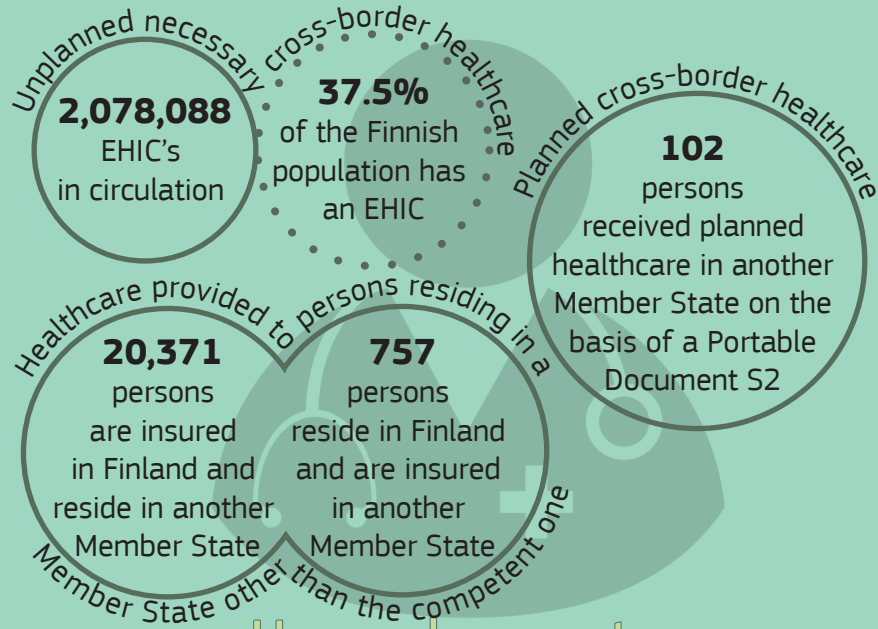 Unplanned necessary cross-border healthcare
2,078,088
EHIC's
in circulation
37.5%
of the Finnish
population has
an EHIC
Planned cross-border healthcare
102
persons
received planned
healthcare in another
Member State on the
basis of a Portable
Document S2
Healthcare provided to persons residing in a
20,371
persons
are insured
in Finland and
reside in another
Member State
757
persons
reside in Finland
and are insured
in another
Member State
Member State other than the competent one